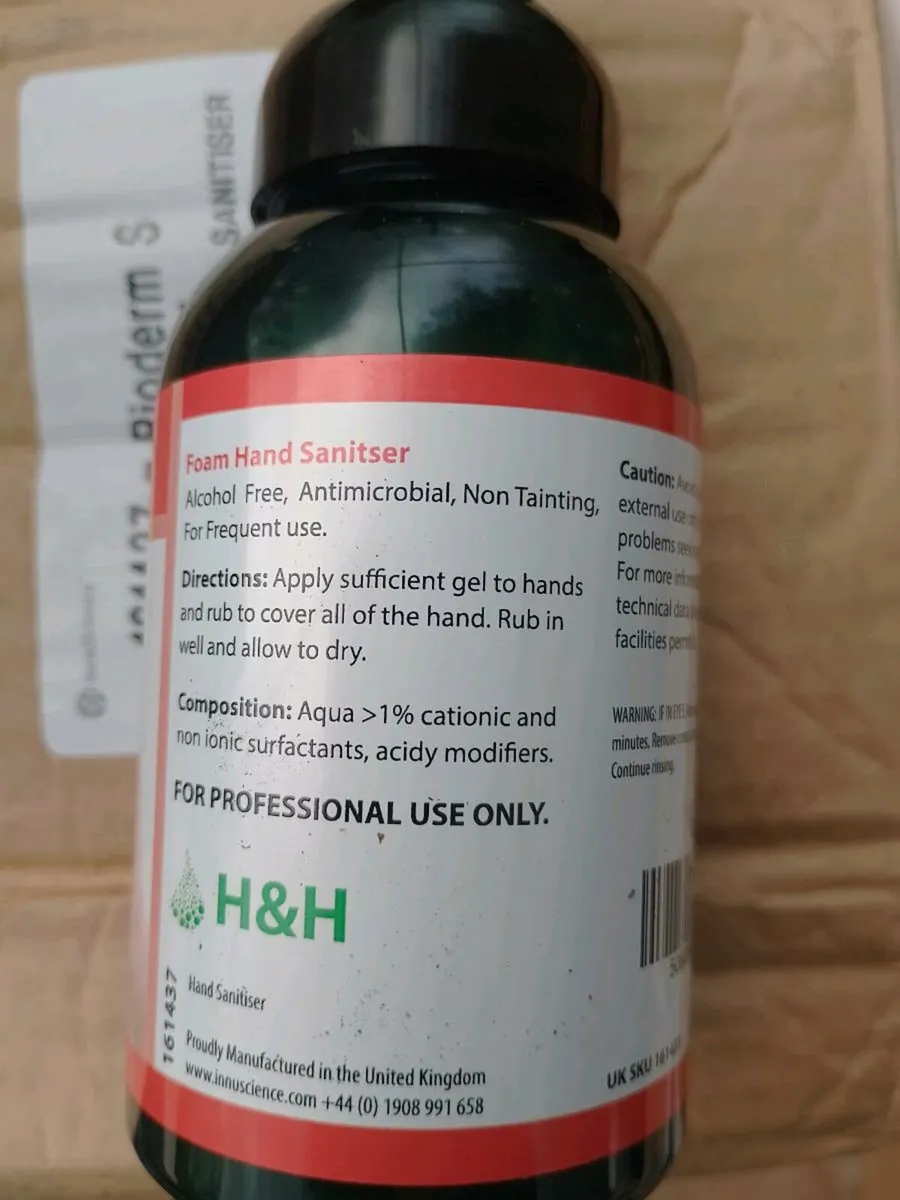 SANITISER
Bioderm S
Foam Hand Sanitser
Alcohol Free, Antimicrobial, Non Tainting,
For Frequent use.
Directions: Apply sufficient gel to hands
and rub to cover all of the hand. Rub in
well and allow to dry.
Composition: Aqua >1% cationic and
non ionic surfactants, acidy modifiers.
FOR PROFESSIONAL USE ONLY.
H&H
161437
Hand Sanitiser
Proudly Manufactured in the United Kingdom
www.innuscience.com +44 (0) 1908 991 658
Caution:
external use
problems
For more
technical data
facilities
WARNING: IF IN EYES
minutes. Remove
Continue rinsing.
UK SKU